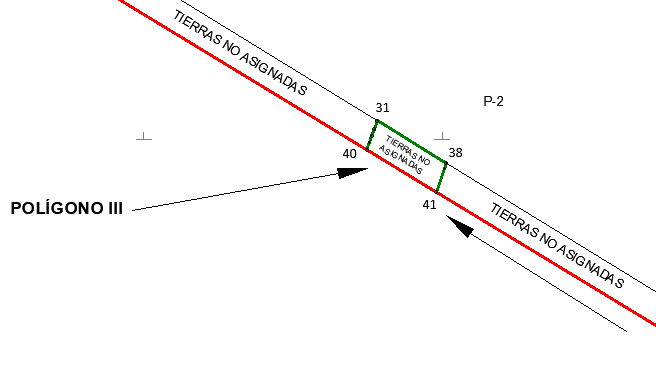 TIERRAS NO ASIGNADAS
31
P-2
TIERRAS NO
ASIGNADAS
40
38
POLÍGONO III
41
TIERRAS NO ASIGNADAS